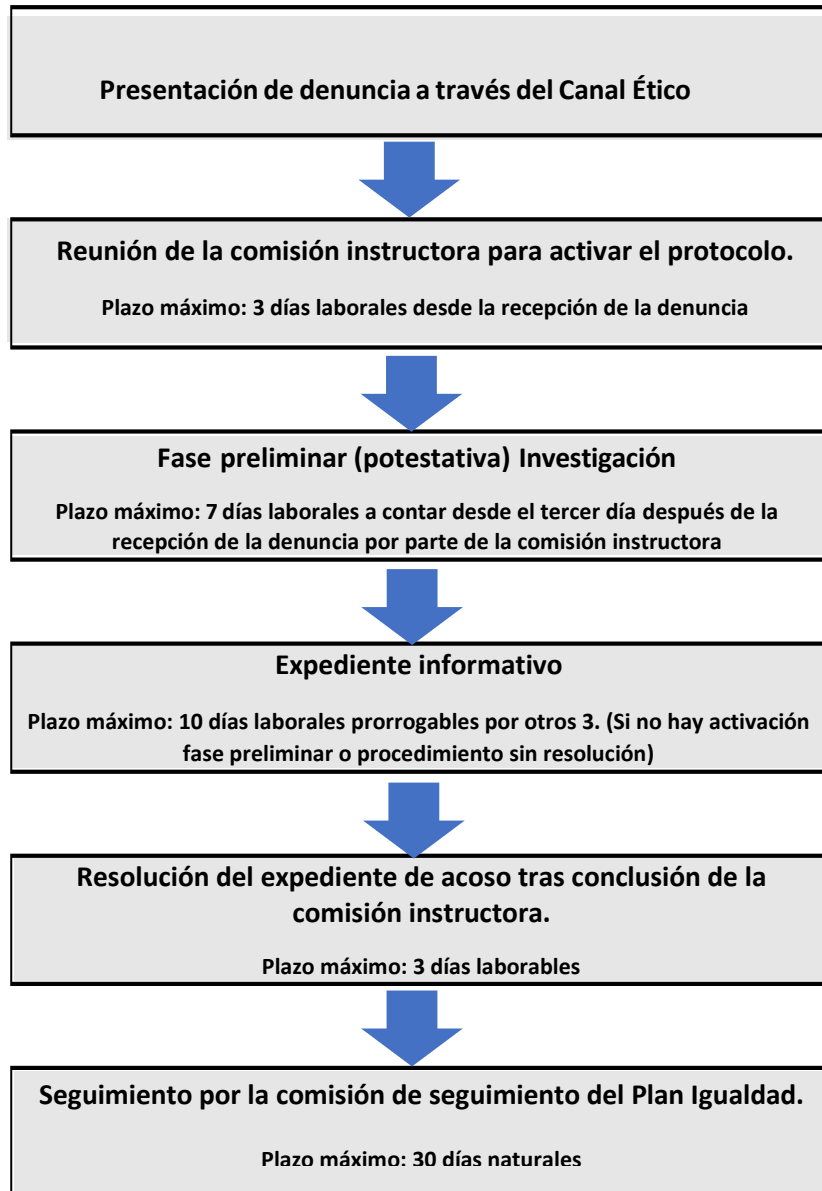 Presentación de denuncia a través del Canal Ético
Reunión de la comisión instructora para activar el protocolo.
Plazo máximo: 3 días laborales desde la recepción de la denuncia
Fase preliminar (potestativa) Investigación
Plazo máximo: 7 días laborales a contar desde el tercer día después de la
recepción de la denuncia por parte de la comisión instructora
Expediente informativo
Plazo máximo: 10 días laborales prorrogables por otros 3. (Si no hay activación
fase preliminar o procedimiento sin resolución)
Resolución del expediente de acoso tras conclusión de la
comisión instructora.
Plazo máximo: 3 días laborables
Seguimiento por la comisión de seguimiento del Plan Igualdad.
Plazo máximo: 30 días naturales